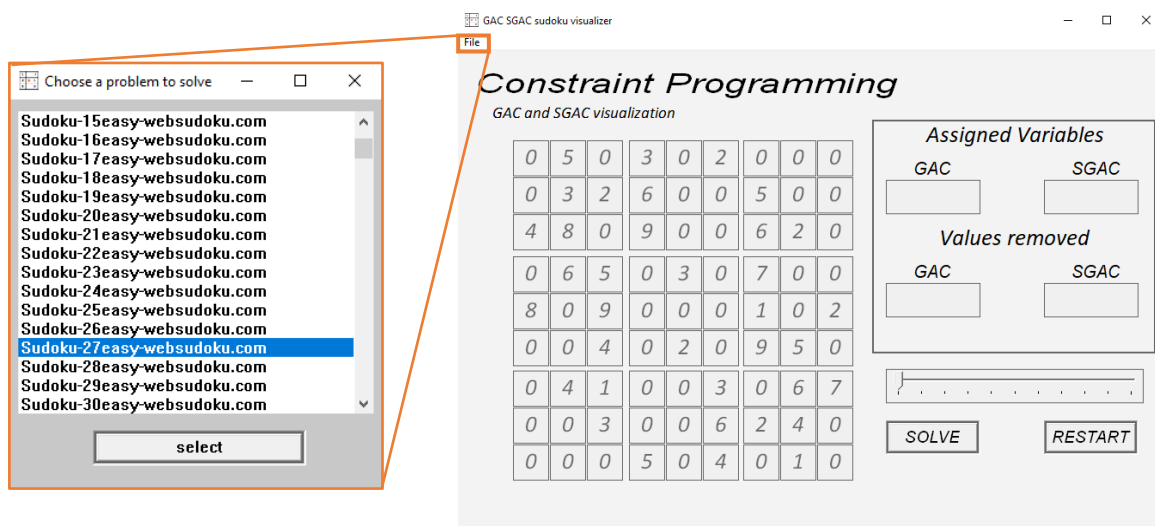 GAC SGAC sudoku visualizer
File
Choose a problem to solve
Sudoku-15easy-websudoku.com
Sudoku-16easy-websudoku.com
Sudoku-17easy-websudoku.com
Sudoku-18easy-websudoku.com
Sudoku-19easy-websudoku.com
Sudoku-20easy-websudoku.com
Sudoku-21easy-websudoku.com
Sudoku-22easy-websudoku.com
Sudoku-23easy-websudoku.com
Sudoku-24easy-websudoku.com
Sudoku-25easy-websudoku.com
Sudoku-26easy-websudoku.com
Sudoku-27easy-websudoku.com
Sudoku-28easy-websudoku.com
Sudoku-29easy-websudoku.com
Sudoku-30easy-websudoku.com
select
Constraint Programming
GAC and SGAC visualization
0 5 0 3 0 2 0 0 0
0 3 2 6 0 0 5 0 0
4 8 0 9 0 0 6 2 0
0 6 5 0 3 0 7 0 0
8 0 9 0 0 0 1 0 2
0 0 4 0 2 0 9 5 0
0 4 1 0 0 3 0 6 7
0 0 3 0 0 6 2 4 0
0 0 0 5 0 4 0 1 0
Assigned Variables
GAC SGAC
Values removed
GAC SGAC
SOLVE RESTART